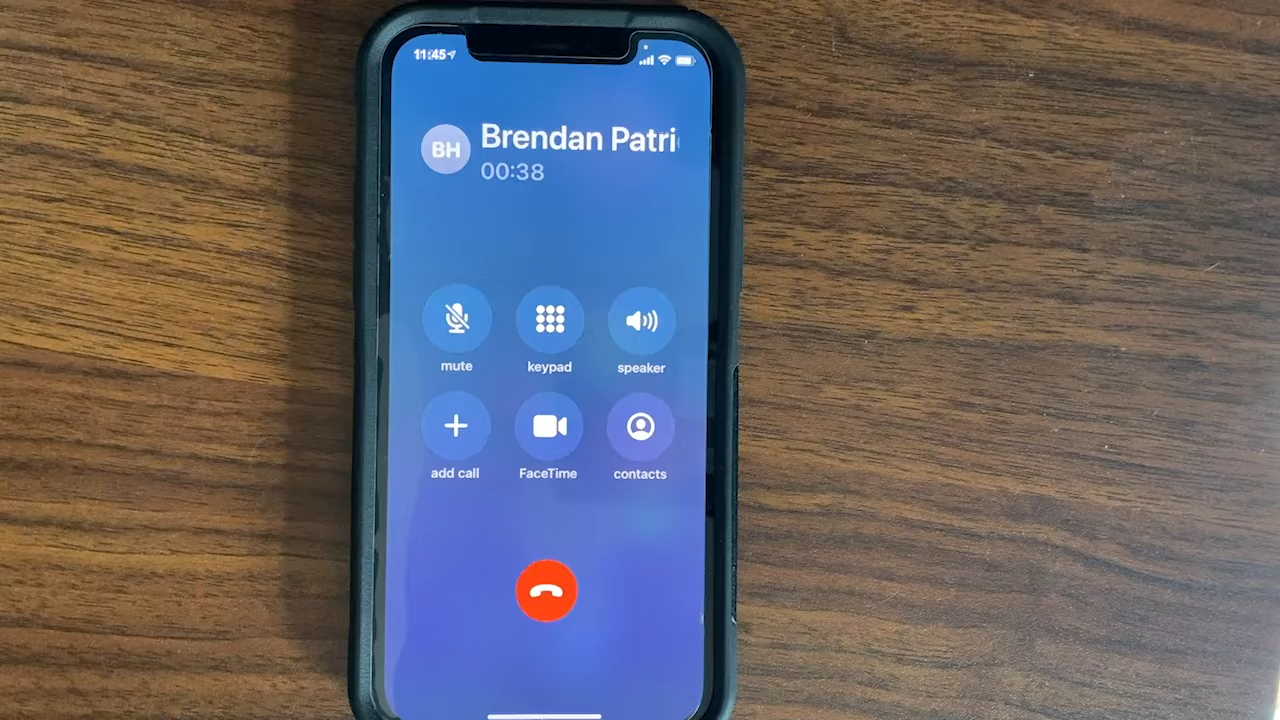 11:45
Brendan Patri
BH
00:38
mute
keypad
speaker
add call
FaceTime
contacts